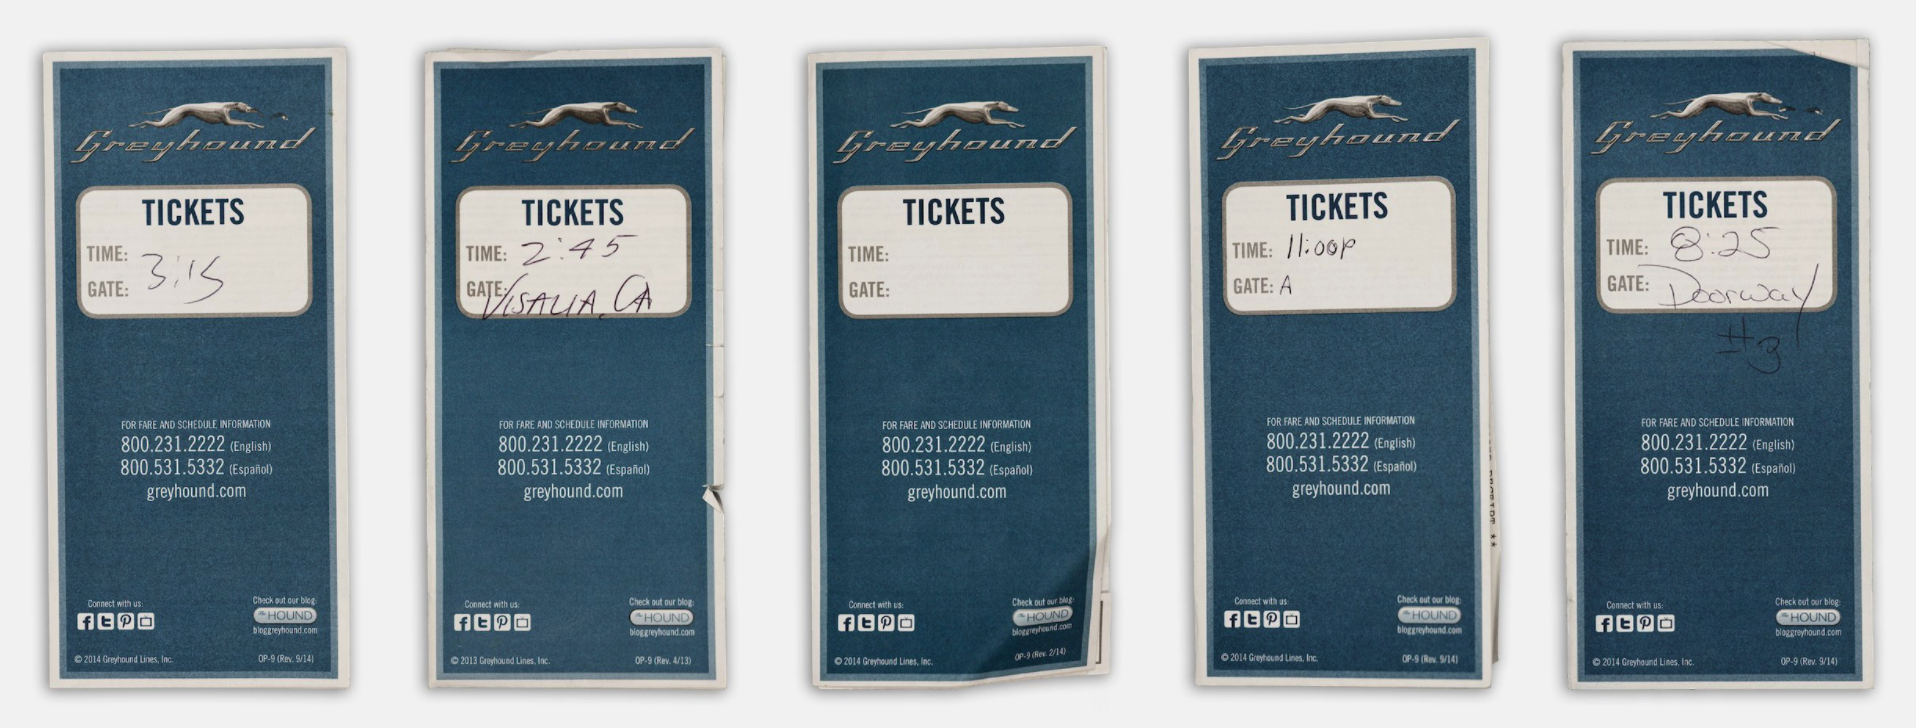 Greyhound
TICKETS
TIME:
GATE:
3:15
FOR FARE AND SCHEDULE INFORMATION
800.231.2222 (English)
800.531.5332 (Español)
greyhound.com
Connect with us:
Check out our blog:
the HOUND
bloggreyhound.com
© 2014 Greyhound Lines, Inc.
OP-9 (Rev. 9/14)
Greyhound
TICKETS
TIME: 2:45
GATE: VISALIA, CA
FOR FARE AND SCHEDULE INFORMATION
800.231.2222 (English)
800.531.5332 (Español)
greyhound.com
Connect with us:
Check out our blog:
the HOUND
bloggreyhound.com
© 2013 Greyhound Lines, Inc.
OP-9 (Rev. 4/13)
Greyhound
TICKETS
TIME:
GATE:
FOR FARE AND SCHEDULE INFORMATION
800.231.2222 (English)
800.531.5332 (Español)
greyhound.com
Connect with us:
Check out our blog:
the HOUND
bloggreyhound.com
© 2014 Greyhound Lines, Inc.
OP-9 (Rev. 2/14)
Greyhound
TICKETS
TIME: 11:00P
GATE: A
FOR FARE AND SCHEDULE INFORMATION
800.231.2222 (English)
800.531.5332 (Español)
greyhound.com
Connect with us:
Check out our blog:
the HOUND
bloggreyhound.com
© 2014 Greyhound Lines, Inc.
OP-9 (Rev. 9/14)
Greyhound
TICKETS
TIME: 8:25
GATE: Doorway
#3
FOR FARE AND SCHEDULE INFORMATION
800.231.2222 (English)
800.531.5332 (Español)
greyhound.com
Connect with us:
Check out our blog:
the HOUND
bloggreyhound.com
© 2014 Greyhound Lines, Inc.
OP-9 (Rev. 9/14)